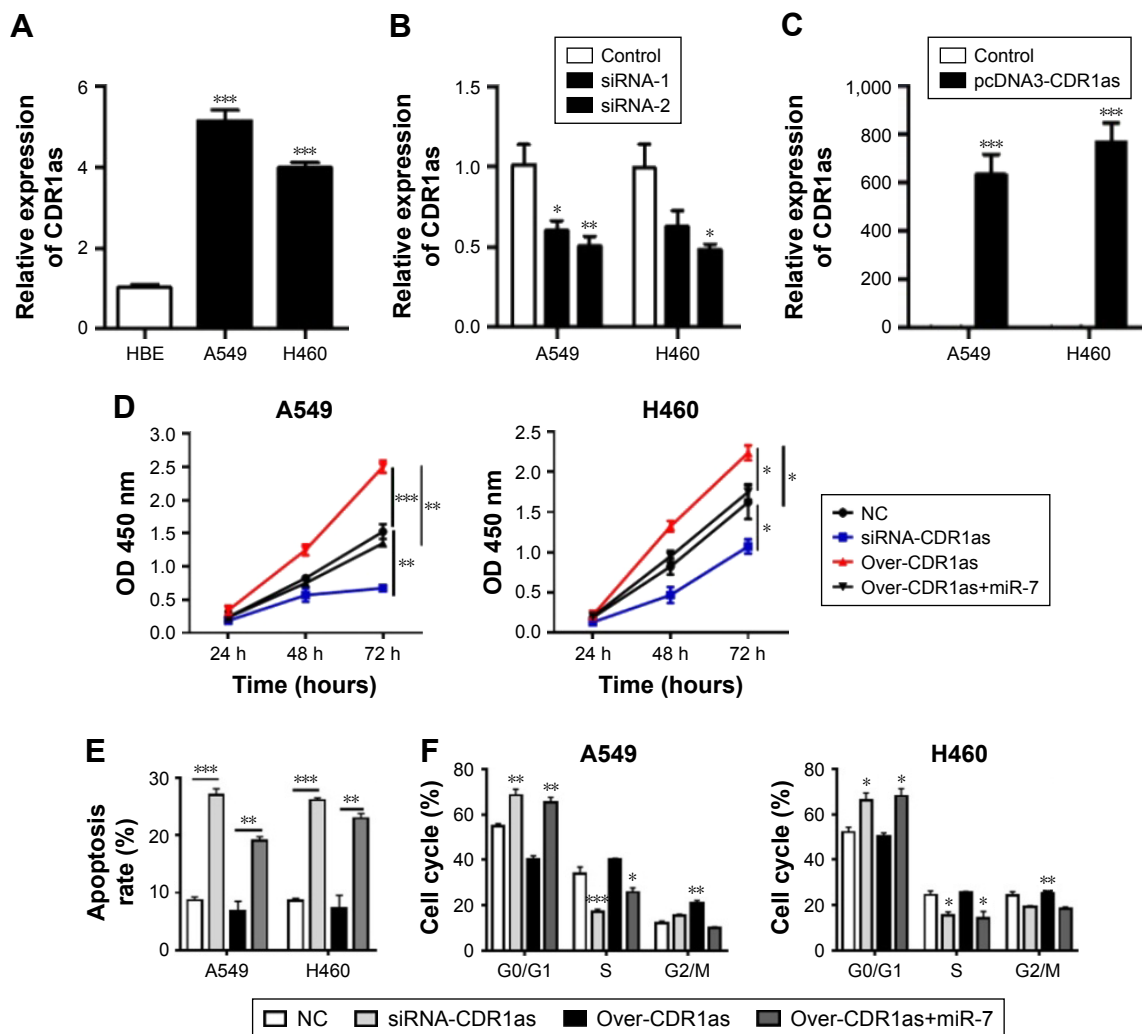 A
Relative expression
of CDR1as
6
4
2
0
***
***
HBE
A549
H460
B
Control
siRNA-1
siRNA-2
Relative expression
of CDR1as
1.5
1.0
0.5
0.0
*
**
*
A549
H460
C
Control
pcDNA3-CDR1as
Relative expression
of CDR1as
1,000
800
600
400
200
0
***
***
A549
H460
D
A549
OD 450 nm
3.0
2.5
2.0
1.5
1.0
0.5
0.0
***
**
**
24 h
48 h
72 h
Time (hours)
H460
OD 450 nm
2.5
2.0
1.5
1.0
0.5
0.0
*
*
*
24 h
48 h
72 h
Time (hours)
NC
siRNA-CDR1as
Over-CDR1as
Over-CDR1as+miR-7
E
Apoptosis
rate (%)
30
20
10
0
***
**
***
**
A549
H460
F
A549
Cell cycle (%)
80
60
40
20
0
**
**
***
*
**
G0/G1
S
G2/M
H460
Cell cycle (%)
80
60
40
20
0
*
*
*
*
**
G0/G1
S
G2/M
NC
siRNA-CDR1as
Over-CDR1as
Over-CDR1as+miR-7